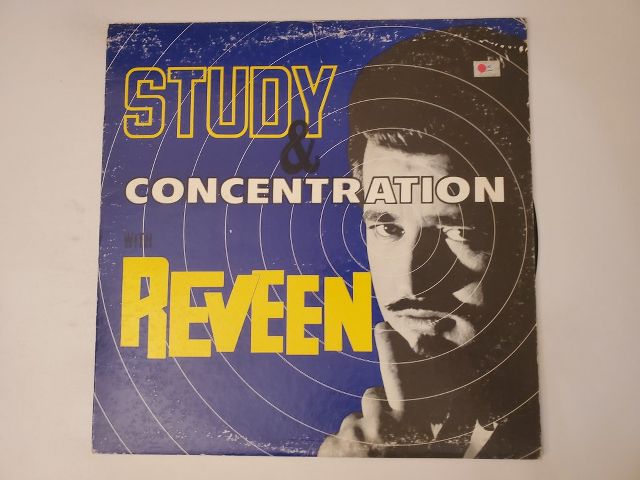 STUDY
&
CONCENTRATION
WITH
REVEEN